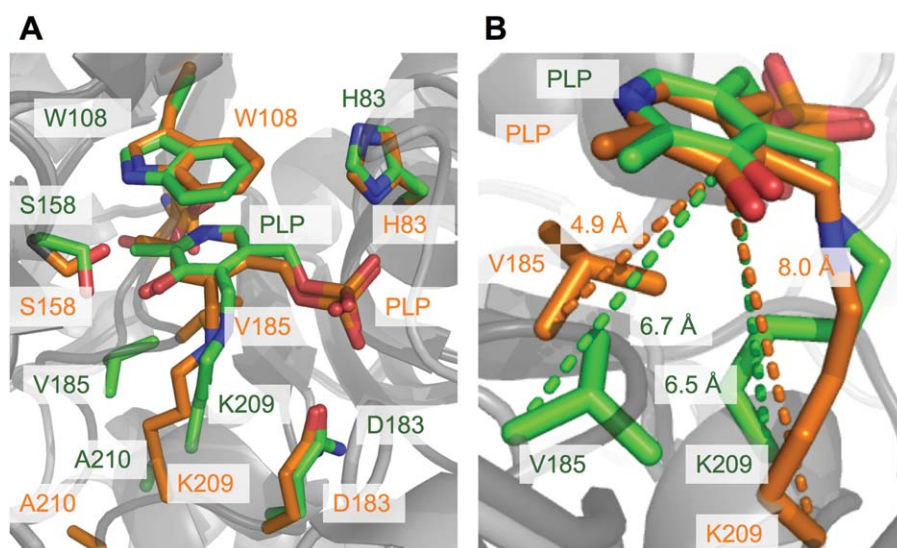 A
W108
W108
H83
S158
PLP
H83
S158
V185
PLP
V185
K209
D183
A210
K209
A210
D183
B
PLP
PLP
4.9 Å
V185
8.0 Å
6.7 Å
6.5 Å
V185
K209
K209